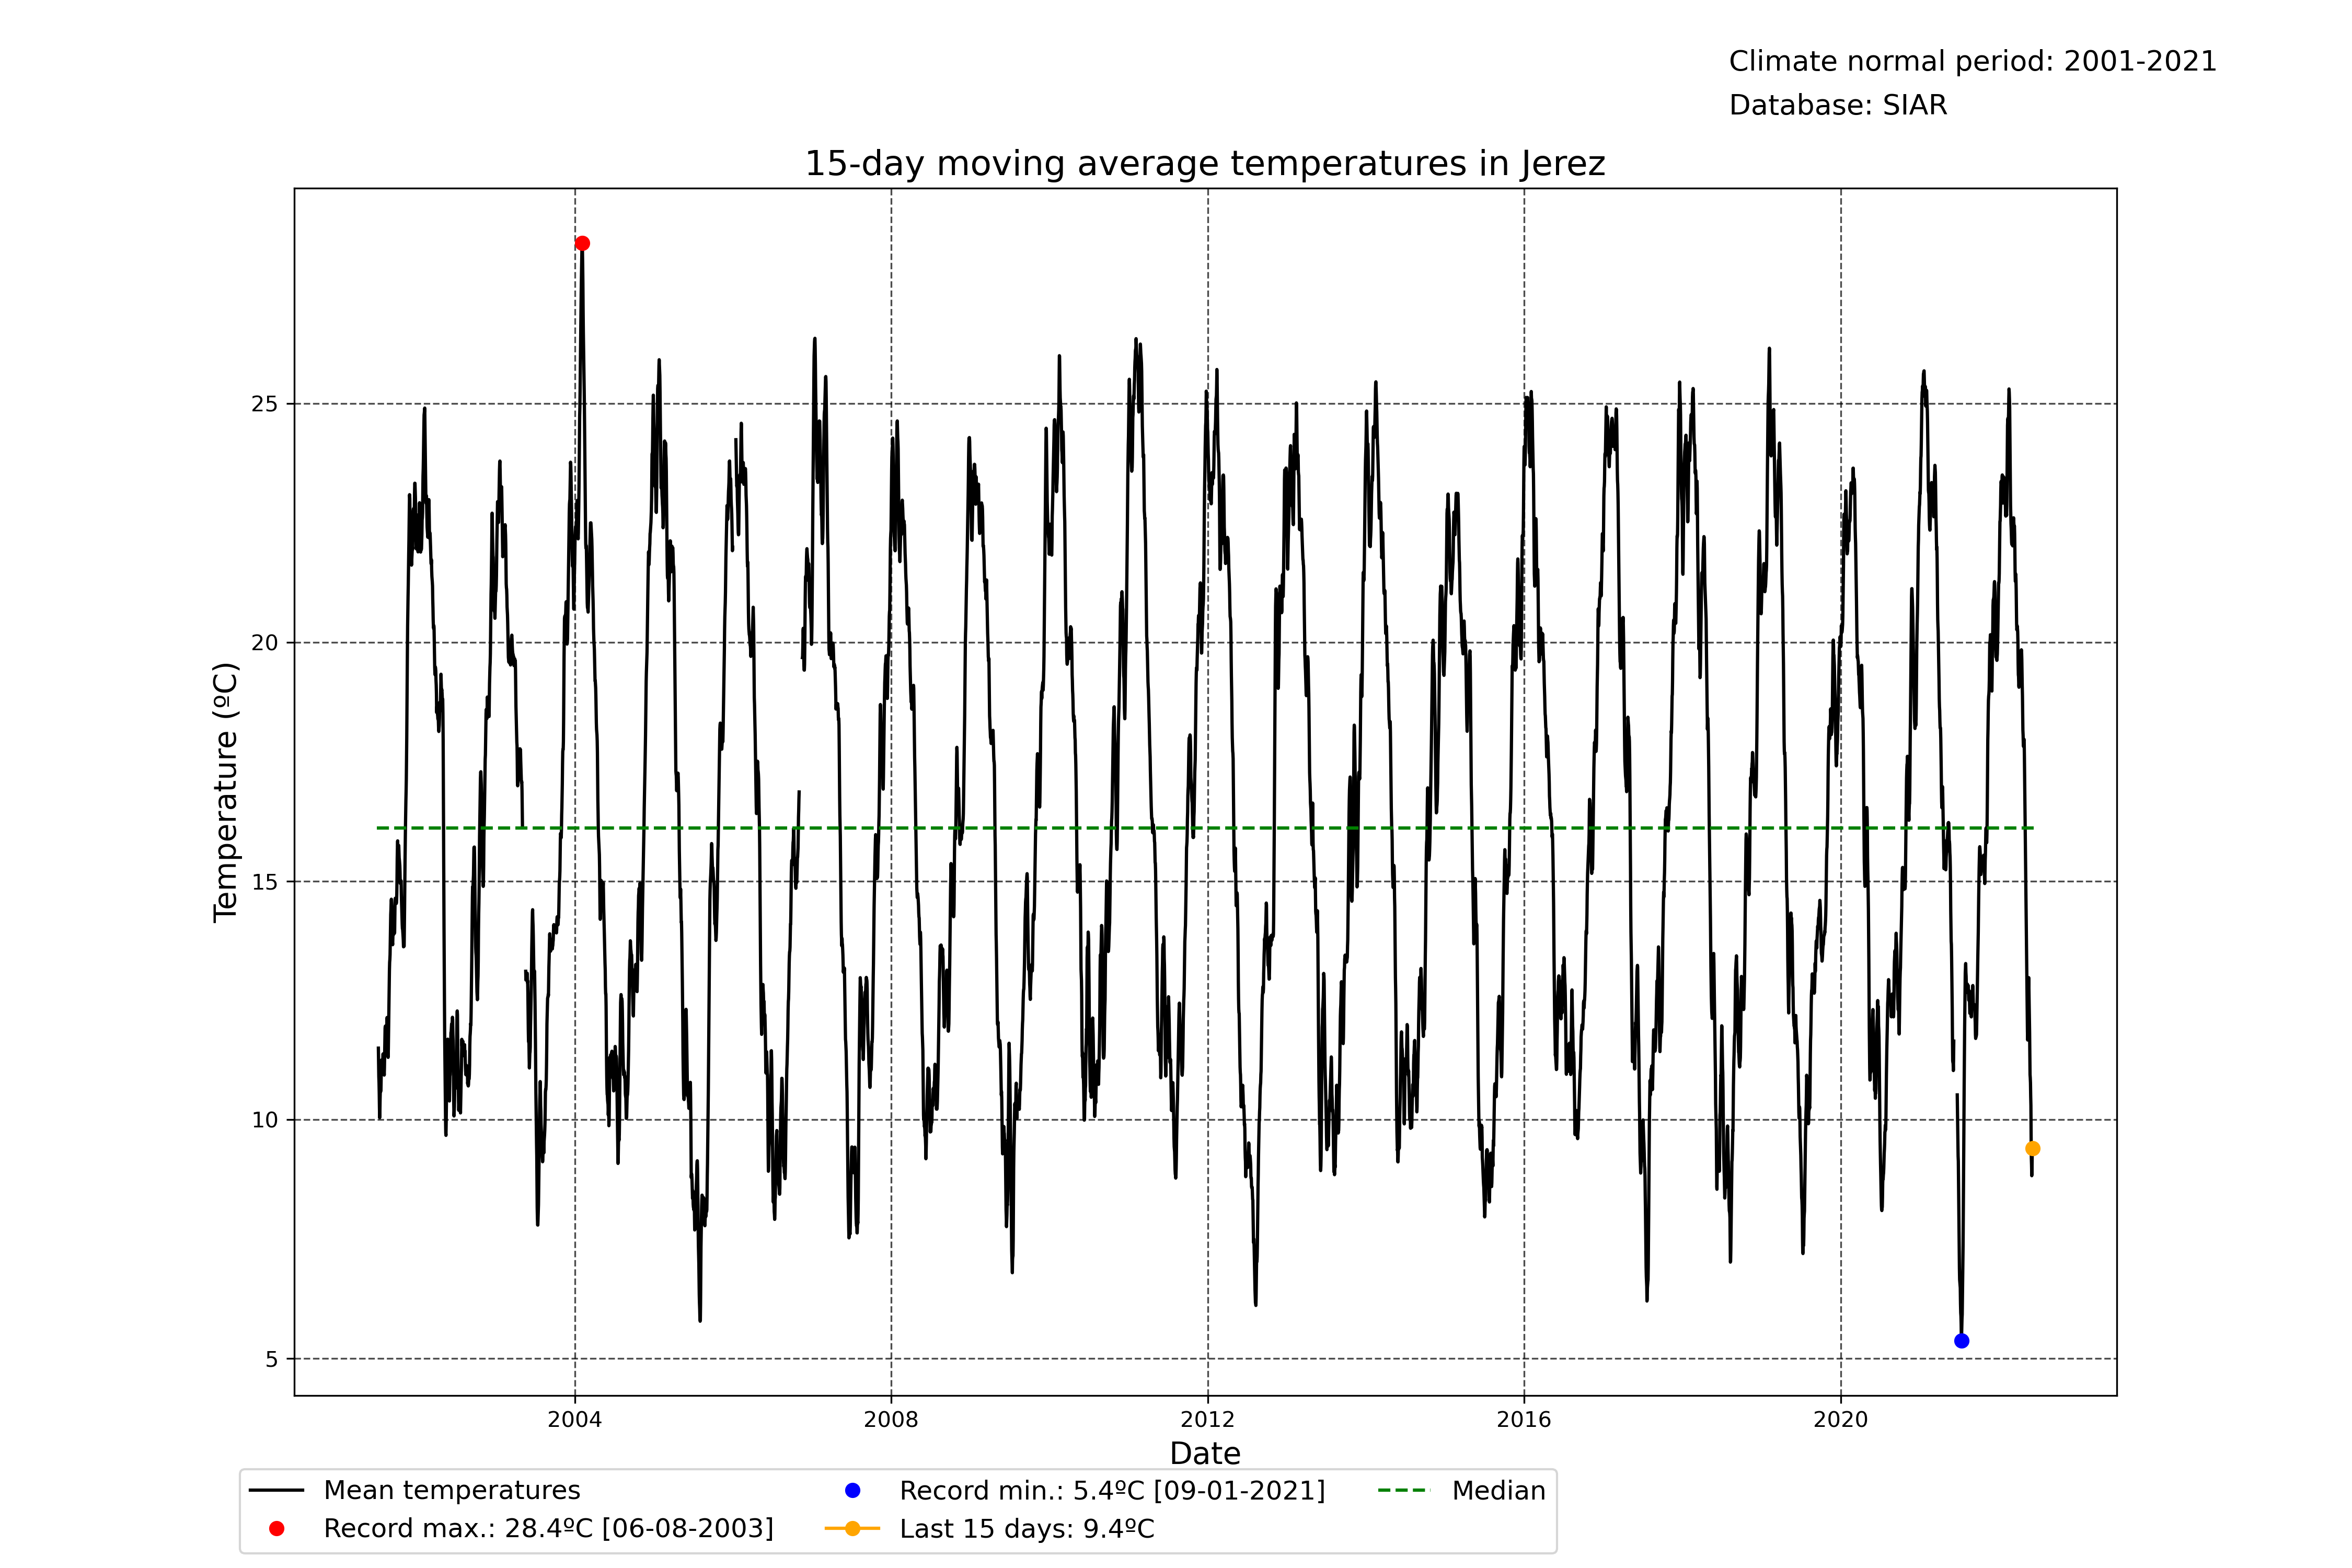 Climate normal period: 2001-2021
Database: SIAR
15-day moving average temperatures in Jerez
25
20
15
10
5
Temperature (ºC)
2004 2008 2012 2016 2020
Date
Mean temperatures
Record max.: 28.4ºC [06-08-2003]
Record min.: 5.4ºC [09-01-2021]
Last 15 days: 9.4ºC
Median